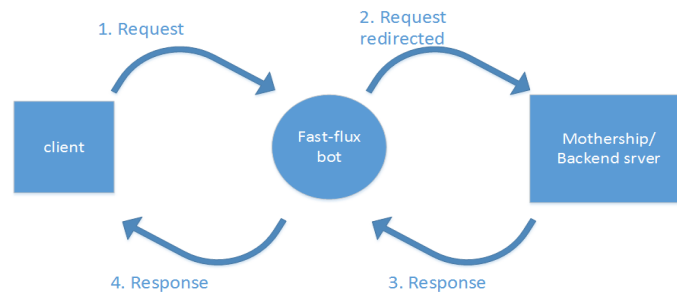 1. Request
2. Request
redirected
client
Fast-flux
bot
Mothership/
Backend srver
4. Response
3. Response